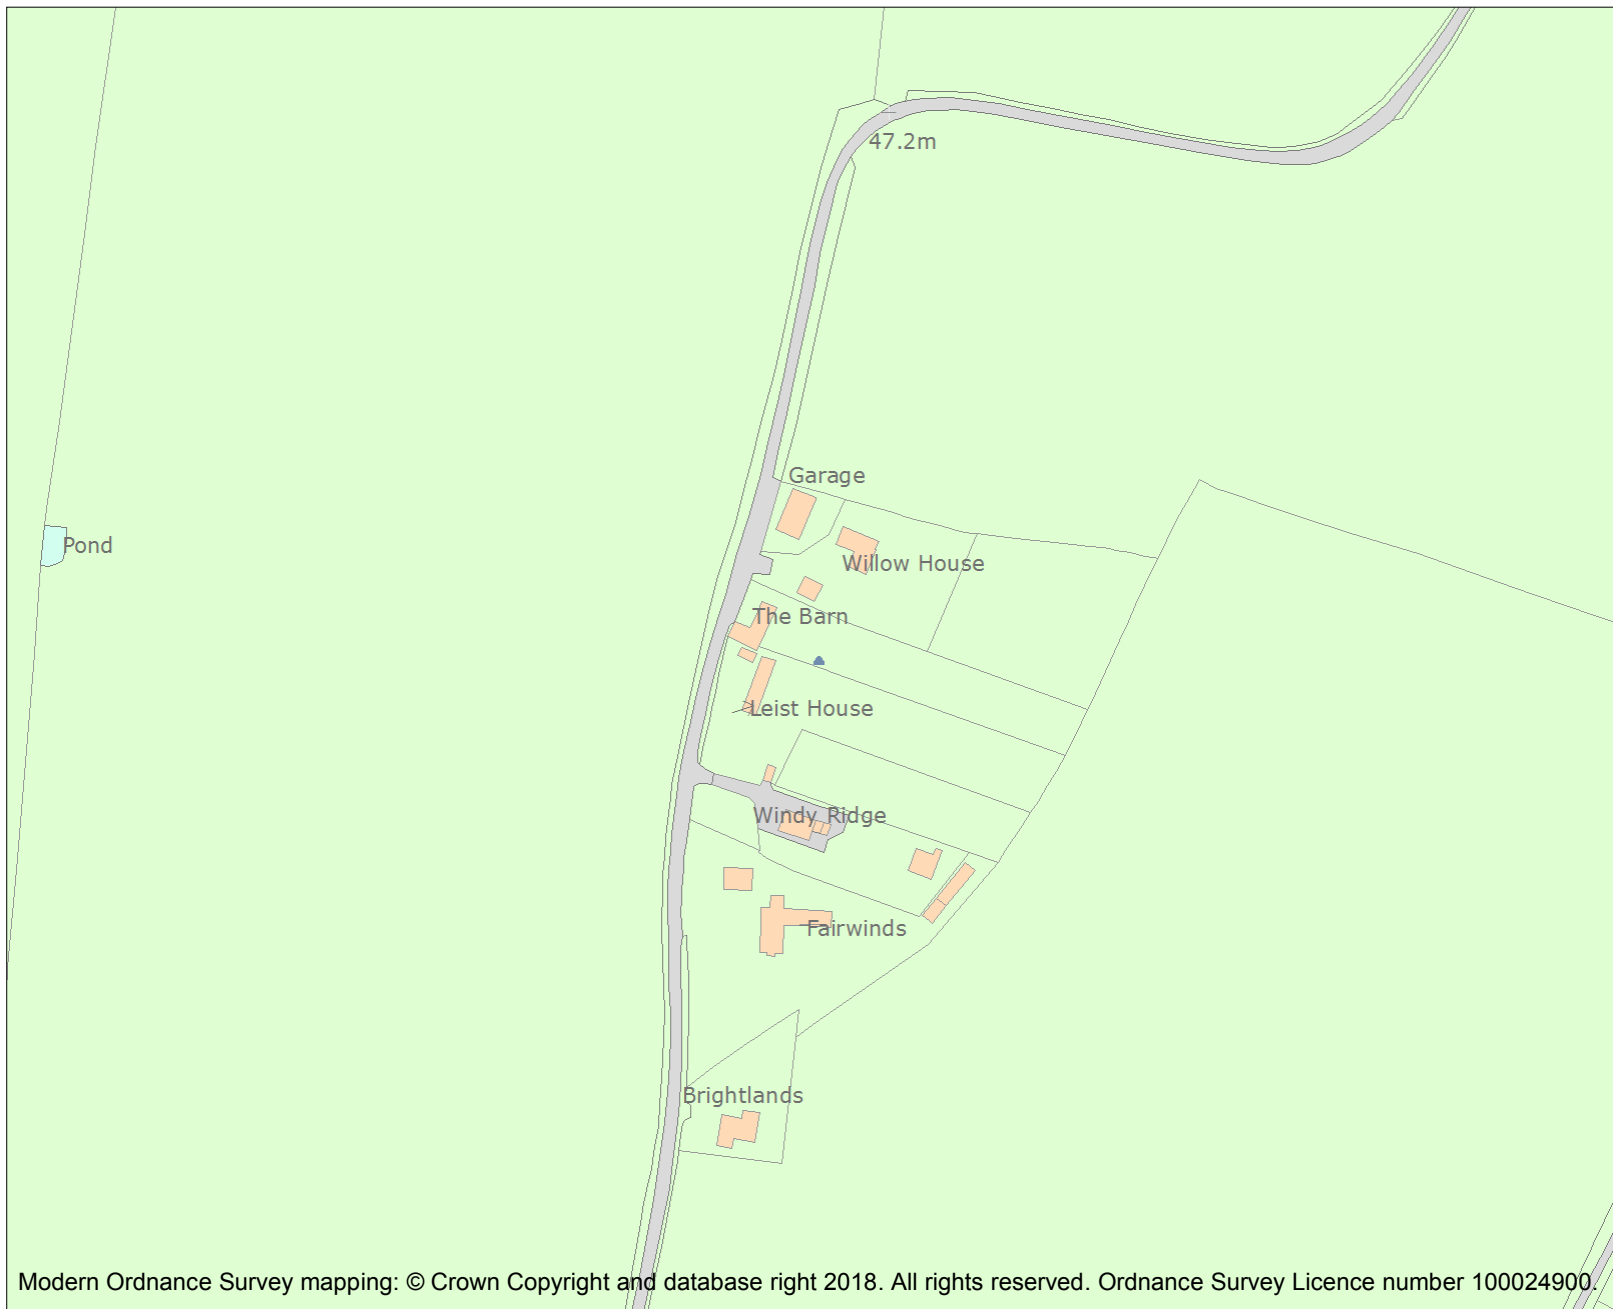 47.2m
Garage
Pond
Willow House
The Barn
Leist House
Windy Ridge
Fairwinds
Brightlands
Modern Ordnance Survey mapping: © Crown Copyright and database right 2018. All rights reserved. Ordnance Survey Licence number 100024900.